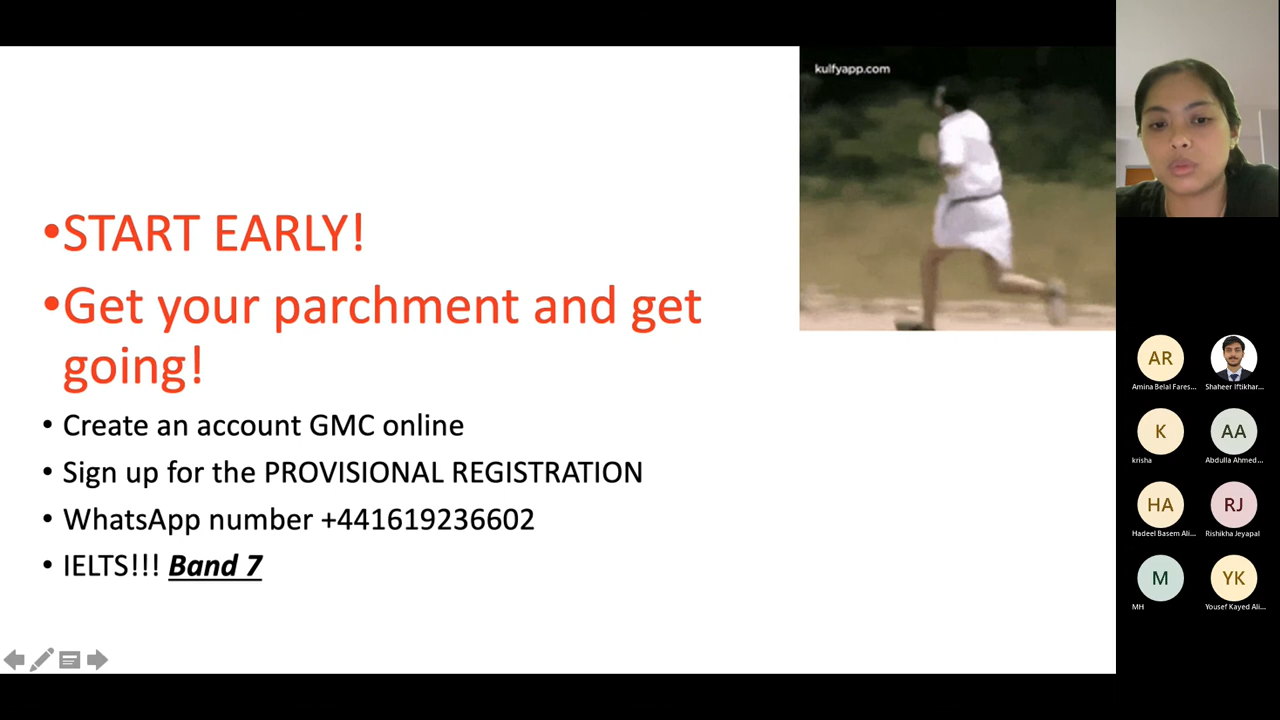 kulfyapp.com
•START EARLY!
•Get your parchment and get
going!
• Create an account GMC online
• Sign up for the PROVISIONAL REGISTRATION
• WhatsApp number +441619236602
• IELTS!!! Band 7
AR
Amina Belal Fares...
Shaheer Iftikhar...
K
krisha
AA
Abdulla Ahmed...
HA
Hadeel Basem Ali...
RJ
Rishikha Jeyapal
M
MH
YK
Yousef Kayed Ali...